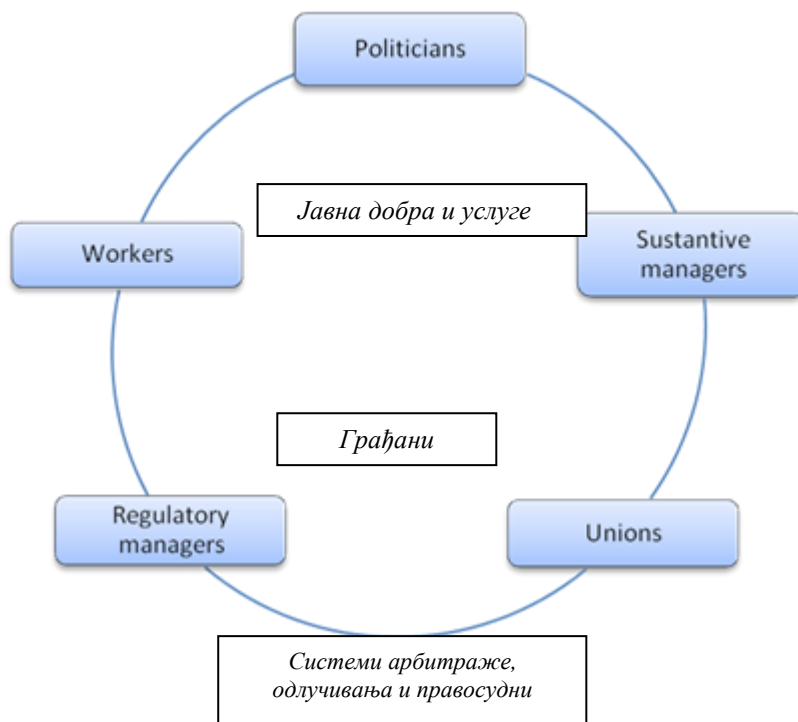 Politicians
Јавна добра и услуге
Workers
Sustantive
managers
Грађани
Regulatory
managers
Unions
Системи арбитраже,
одлучивања и правосудни